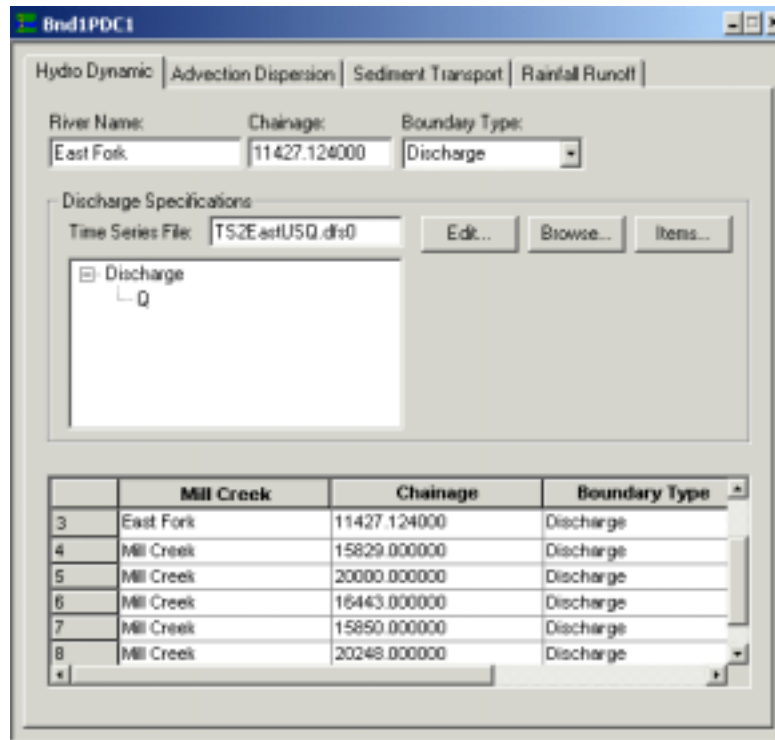 Bnd1PDC1
Hydro Dynamic Advection Dispersion Sediment Transport Rainfall Runoff
River Name: Chainage: Boundary Type:
East Fork 11427.124000 Discharge
Discharge Specifications
Time Series File: TS2EastUSQ.dfs0 Edit... Browse... Items...
Discharge
Q
Mill Creek Chainage Boundary Type
3 East Fork 11427.124000 Discharge
4 Mill Creek 15829.000000 Discharge
5 Mill Creek 20000.000000 Discharge
6 Mill Creek 16443.000000 Discharge
7 Mill Creek 15850.000000 Discharge
8 Mill Creek 20248.000000 Discharge